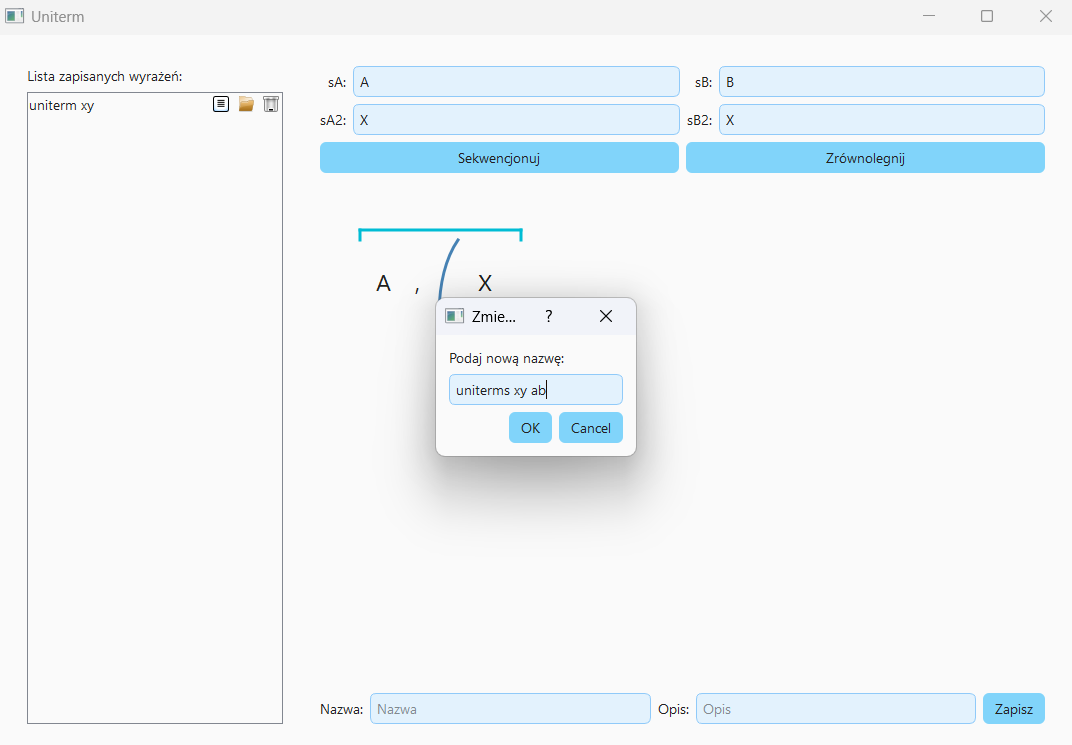 Uniterm
Lista zapisanych wyrażeń:
uniterm xy
sA: A
sB: B
sA2: X
sB2: X
Sekwencjonuj
Zrównolegnij
A , X
Zmie... ?
Podaj nową nazwę:
uniterms xy ab
OK Cancel
Nazwa: Nazwa
Opis: Opis
Zapisz